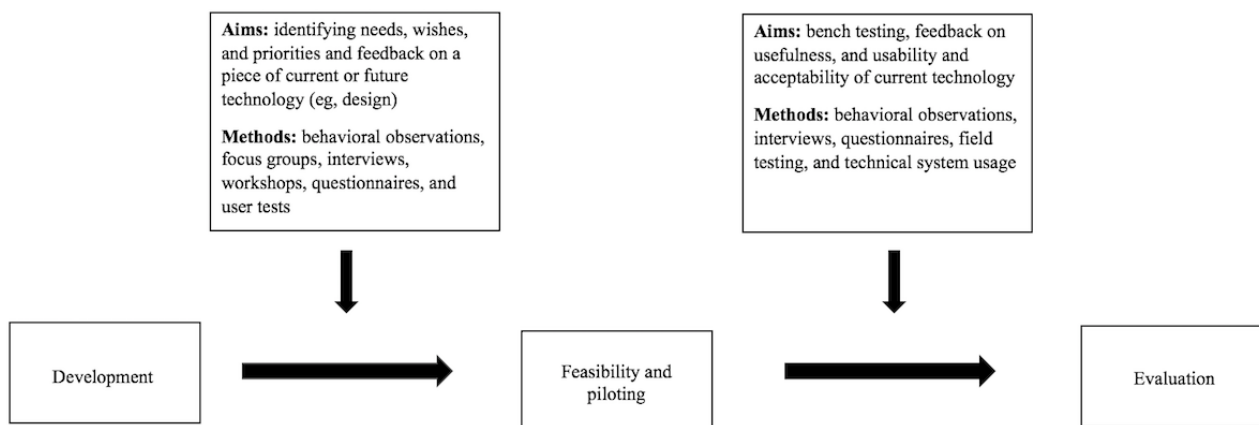 Aims: identifying needs, wishes,
and priorities and feedback on a
piece of current or future
technology (eg, design)
Methods: behavioral observations,
focus groups, interviews,
workshops, questionnaires, and
user tests
Aims: bench testing, feedback on
usefulness, and usability and
acceptability of current technology
Methods: behavioral observations,
interviews, questionnaires, field
testing, and technical system usage
Development
Feasibility and
piloting
Evaluation